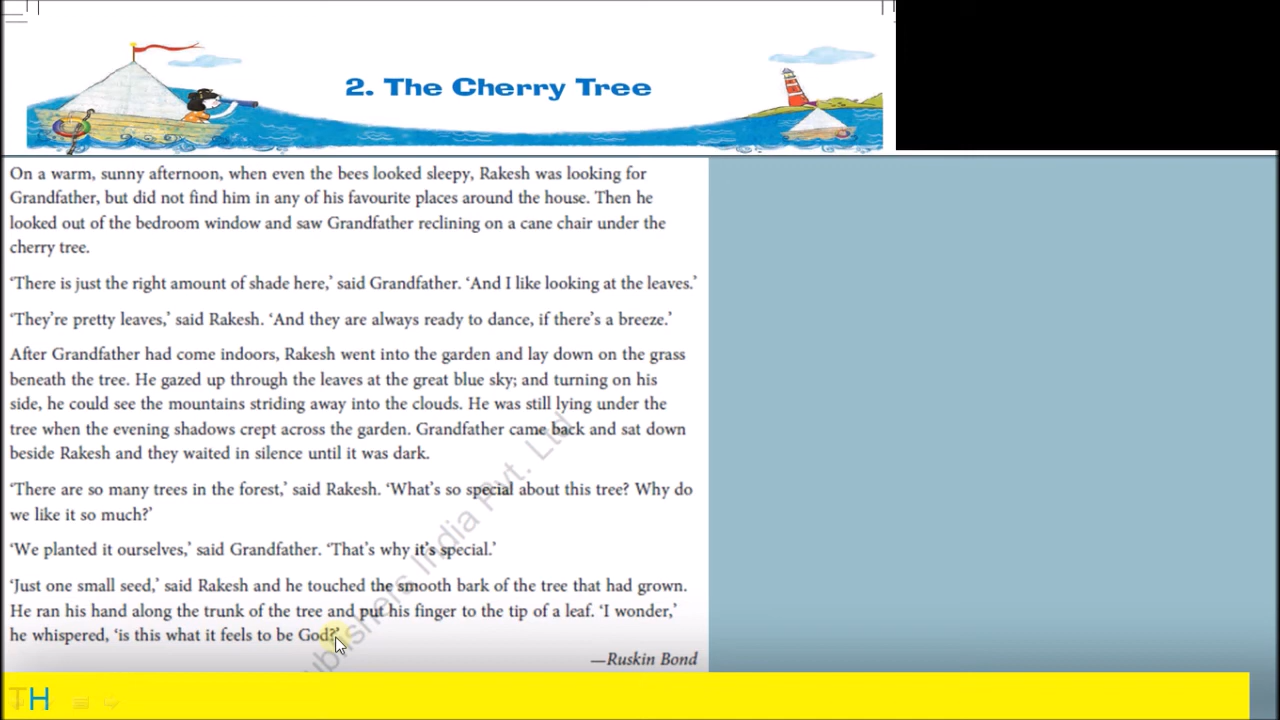 2. The Cherry Tree
On a warm, sunny afternoon, when even the bees looked sleepy, Rakesh was looking for
Grandfather, but did not find him in any of his favourite places around the house. Then he
looked out of the bedroom window and saw Grandfather reclining on a cane chair under the
cherry tree.
‘There is just the right amount of shade here,’ said Grandfather. ‘And I like looking at the leaves.’
‘They’re pretty leaves,’ said Rakesh. ‘And they are always ready to dance, if there’s a breeze.’
After Grandfather had come indoors, Rakesh went into the garden and lay down on the grass
beneath the tree. He gazed up through the leaves at the great blue sky; and turning on his
side, he could see the mountains striding away into the clouds. He was still lying under the
tree when the evening shadows crept across the garden. Grandfather came back and sat down
beside Rakesh and they waited in silence until it was dark.
‘There are so many trees in the forest,’ said Rakesh. ‘What’s so special about this tree? Why do
we like it so much?’
‘We planted it ourselves,’ said Grandfather. ‘That’s why it’s special.’
‘Just one small seed,’ said Rakesh and he touched the smooth bark of the tree that had grown.
He ran his hand along the trunk of the tree and put his finger to the tip of a leaf. ‘I wonder,’
he whispered, ‘is this what it feels to be God?’
—Ruskin Bond
ublishers India Pvt. Ltd
TH